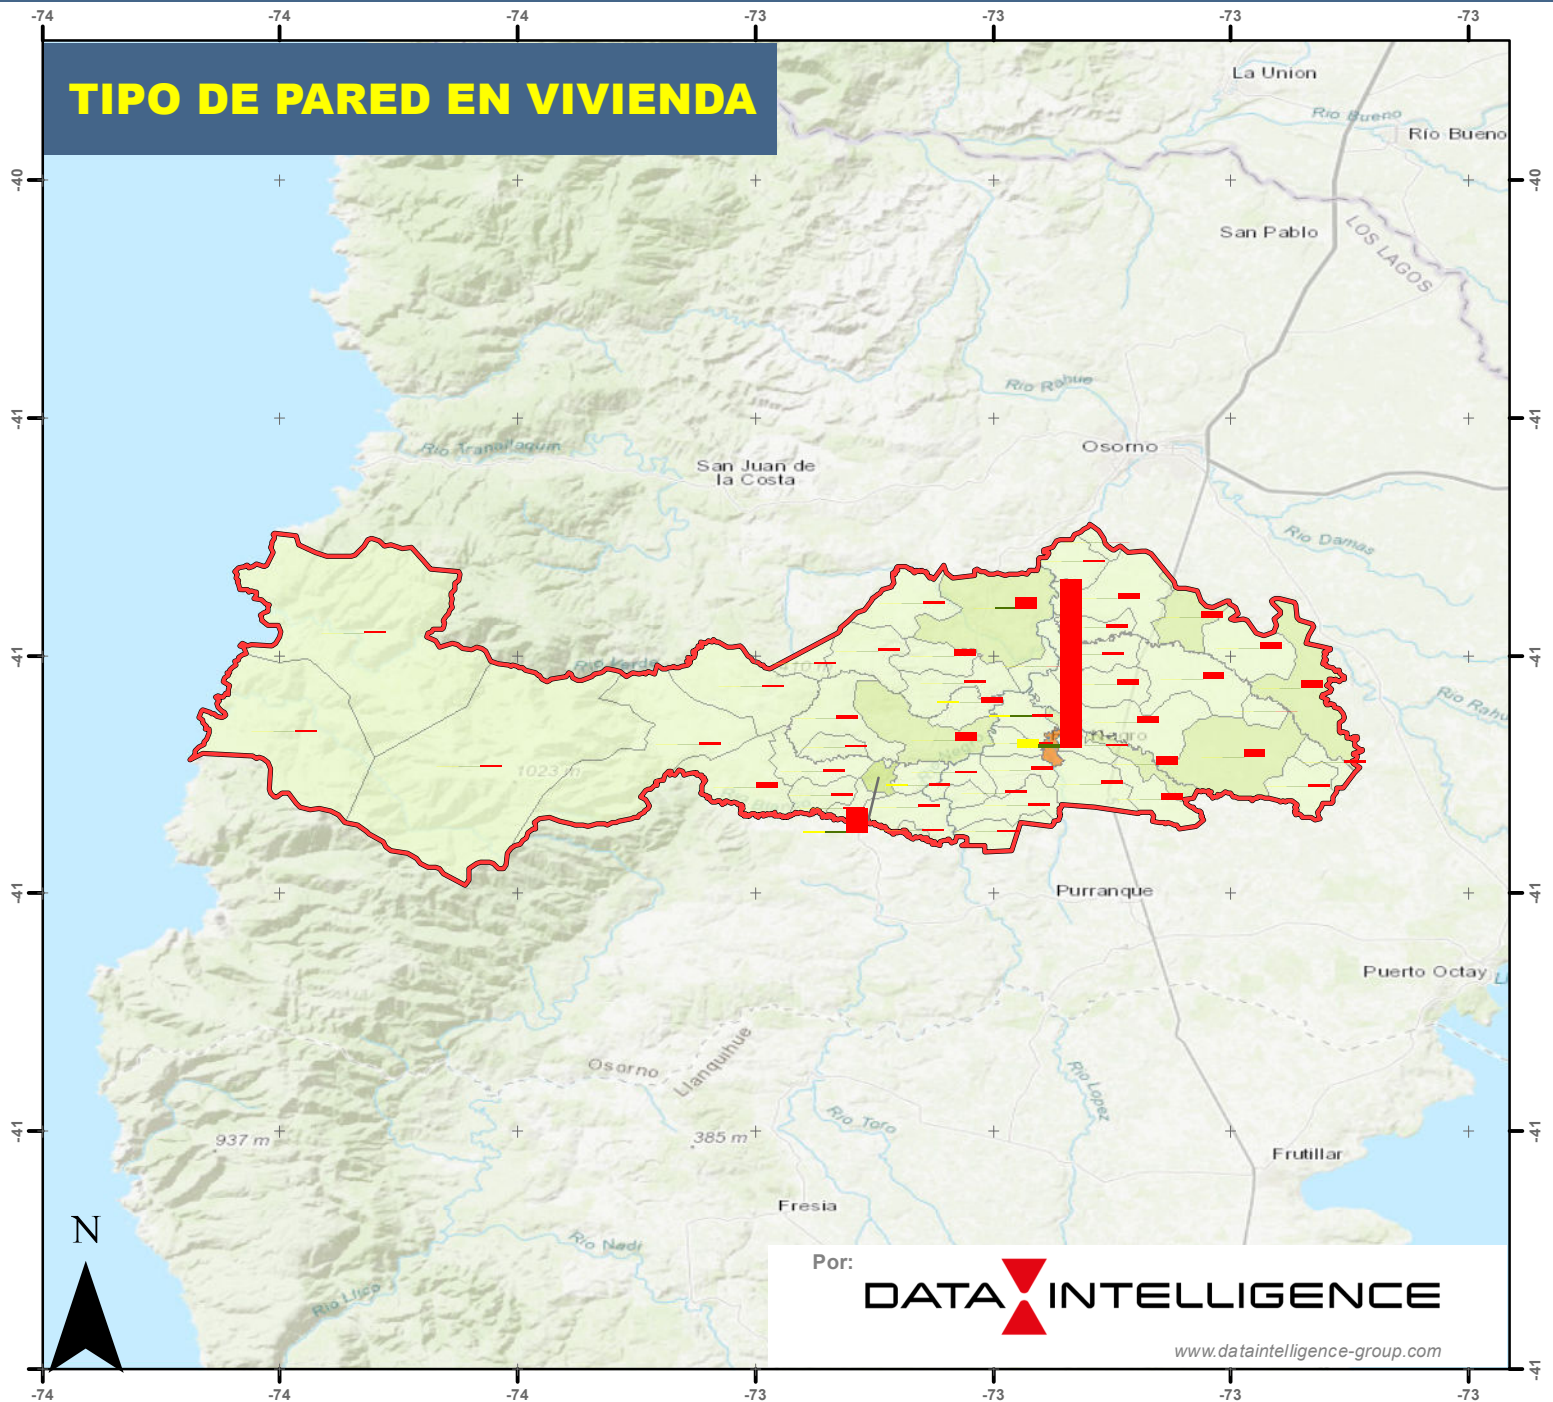 -74 -74 -74 -73 -73 -73 -73
TIPO DE PARED EN VIVIENDA
La Union
Rio Bueno
Río Bueno
-40 -40
San Pablo
LOS LAGOS
Rio Rahue
-41 -41
Osorno
San Juan de
la Costa
Rio Damas
-41 -41
Rio Rahu
1023 m
-41 -41
Purranque
Puerto Octay
Osorno
Llanquihue
Rio Lopez
Rio Toro
-41 -41
937 m
385 m
Frutillar
Fresia
N
Rio Nadi
Por:
Rio Llico
DATA INTELLIGENCE
www.dataintelligence-group.com
-41
-74 -74 -74 -73 -73 -73 -73